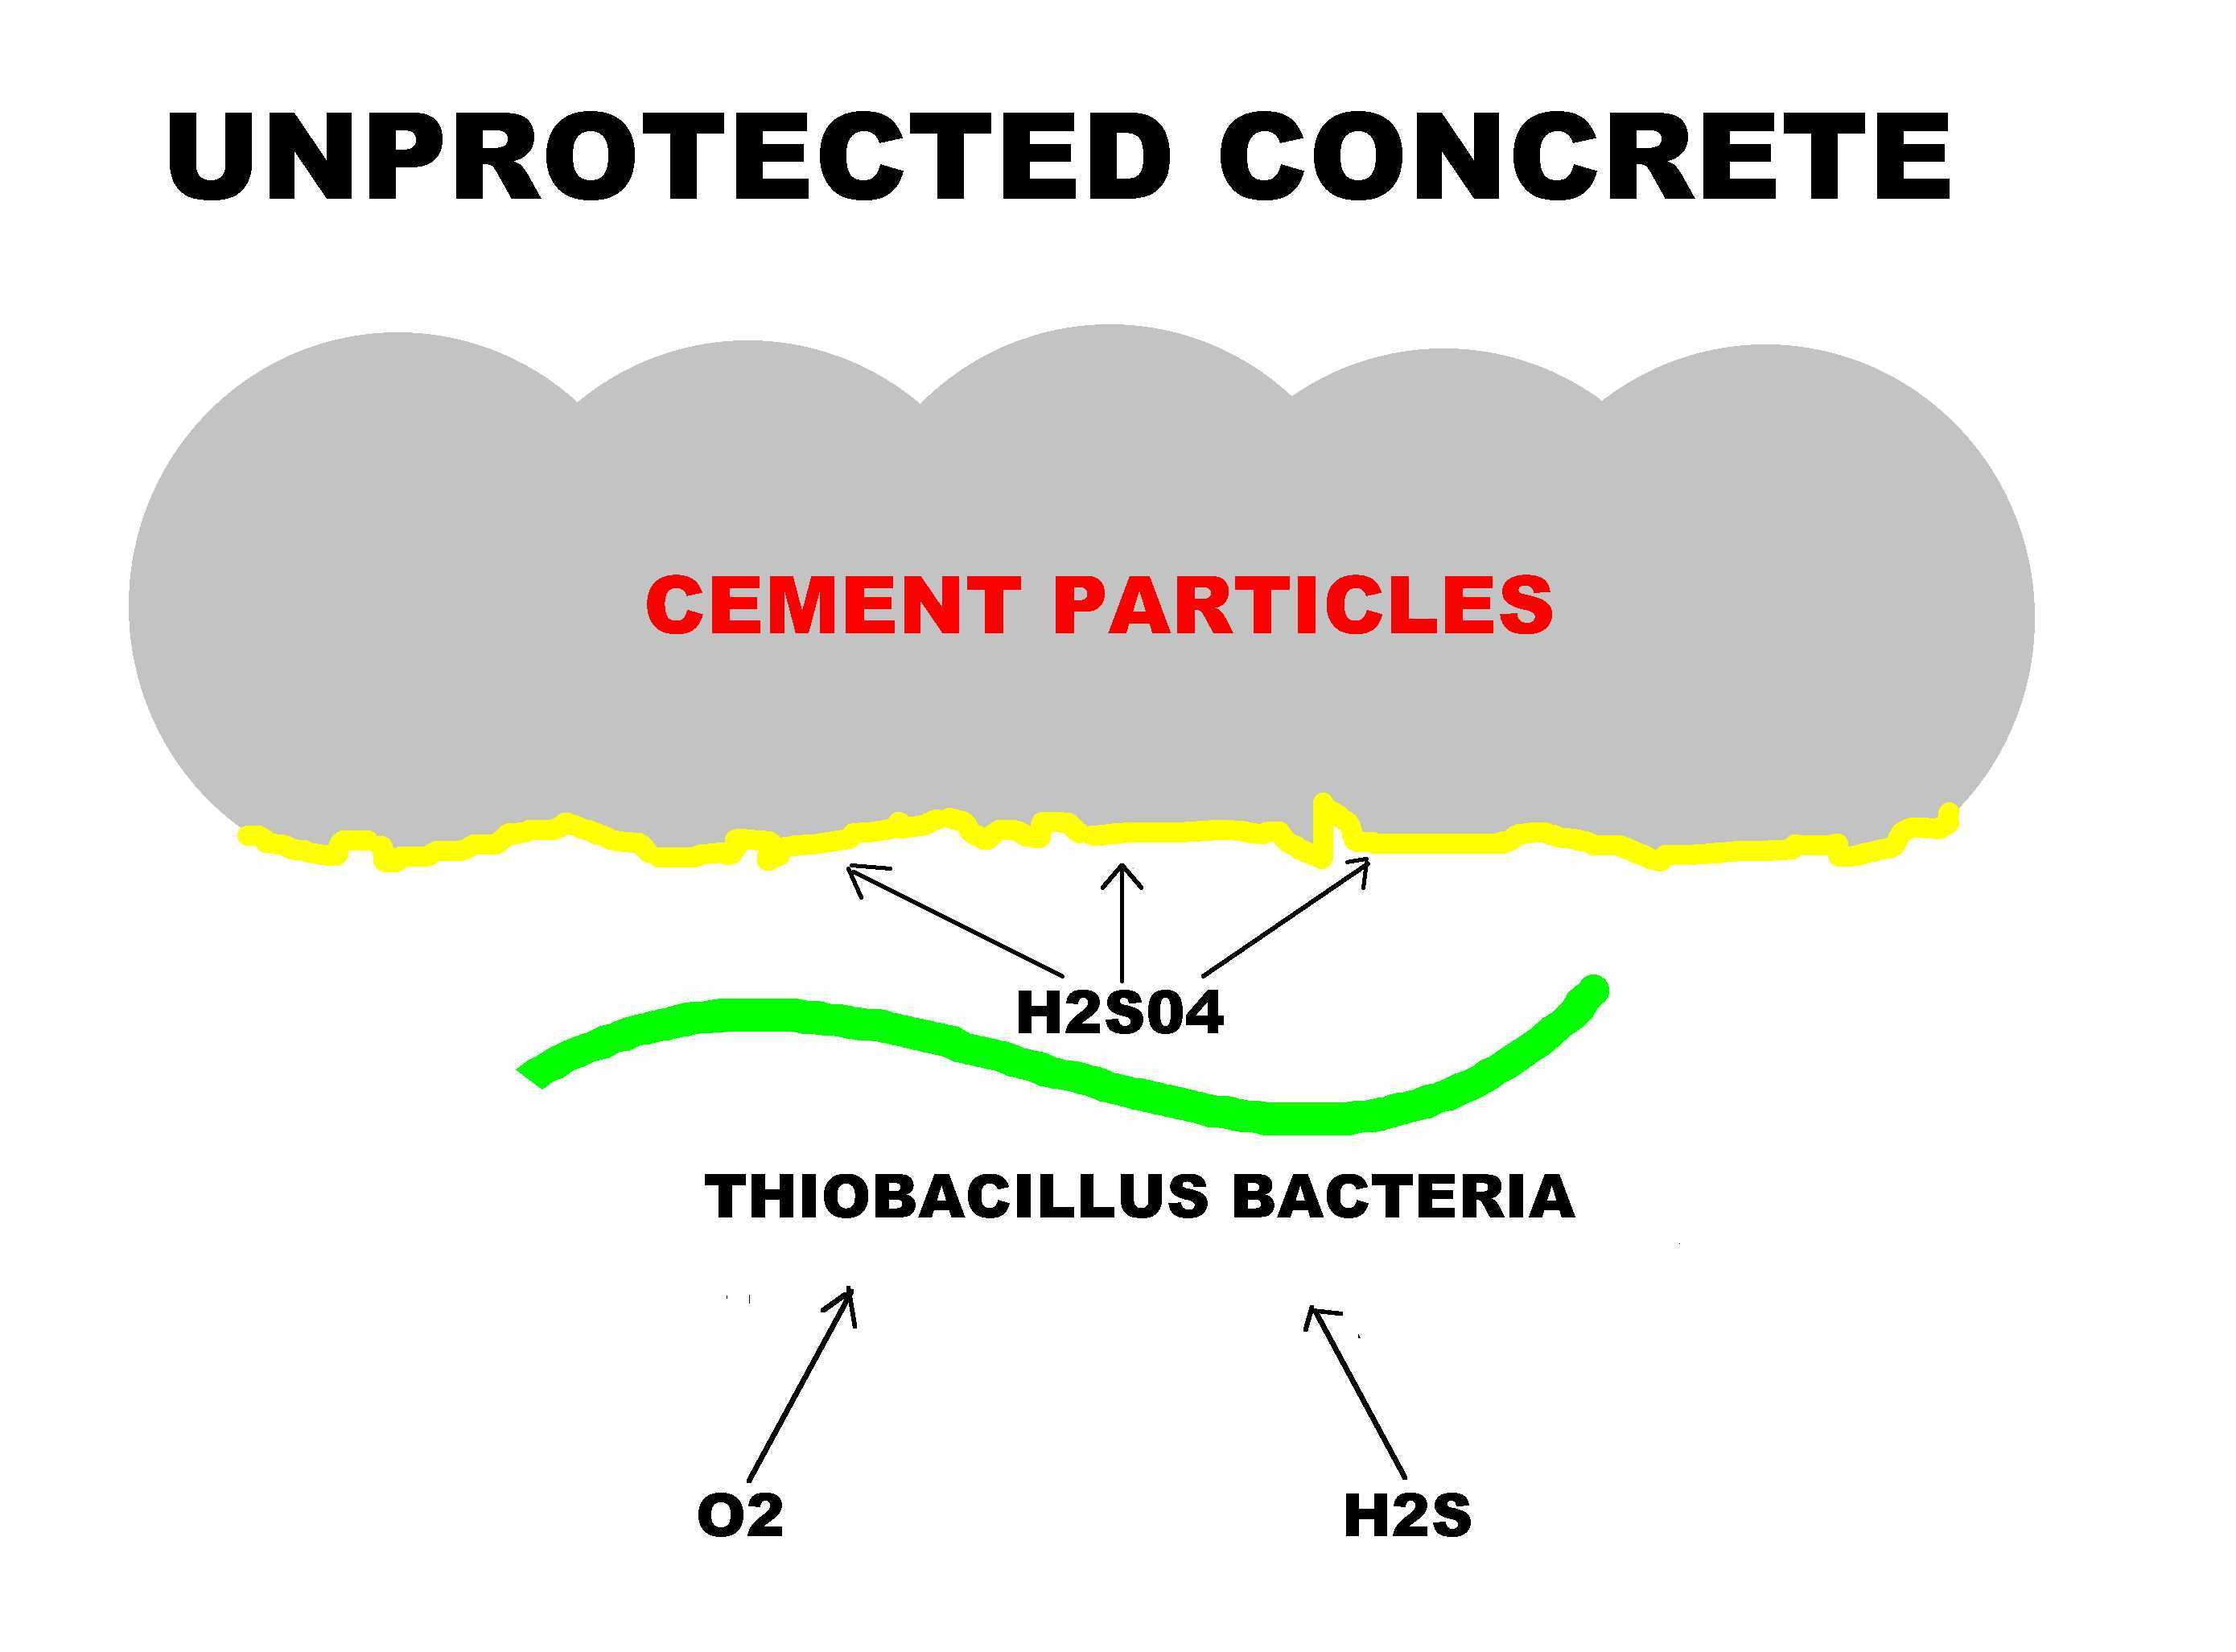 UNPROTECTED CONCRETE
CEMENT PARTICLES
H2S04
THIOBACILLUS BACTERIA
O2
H2S